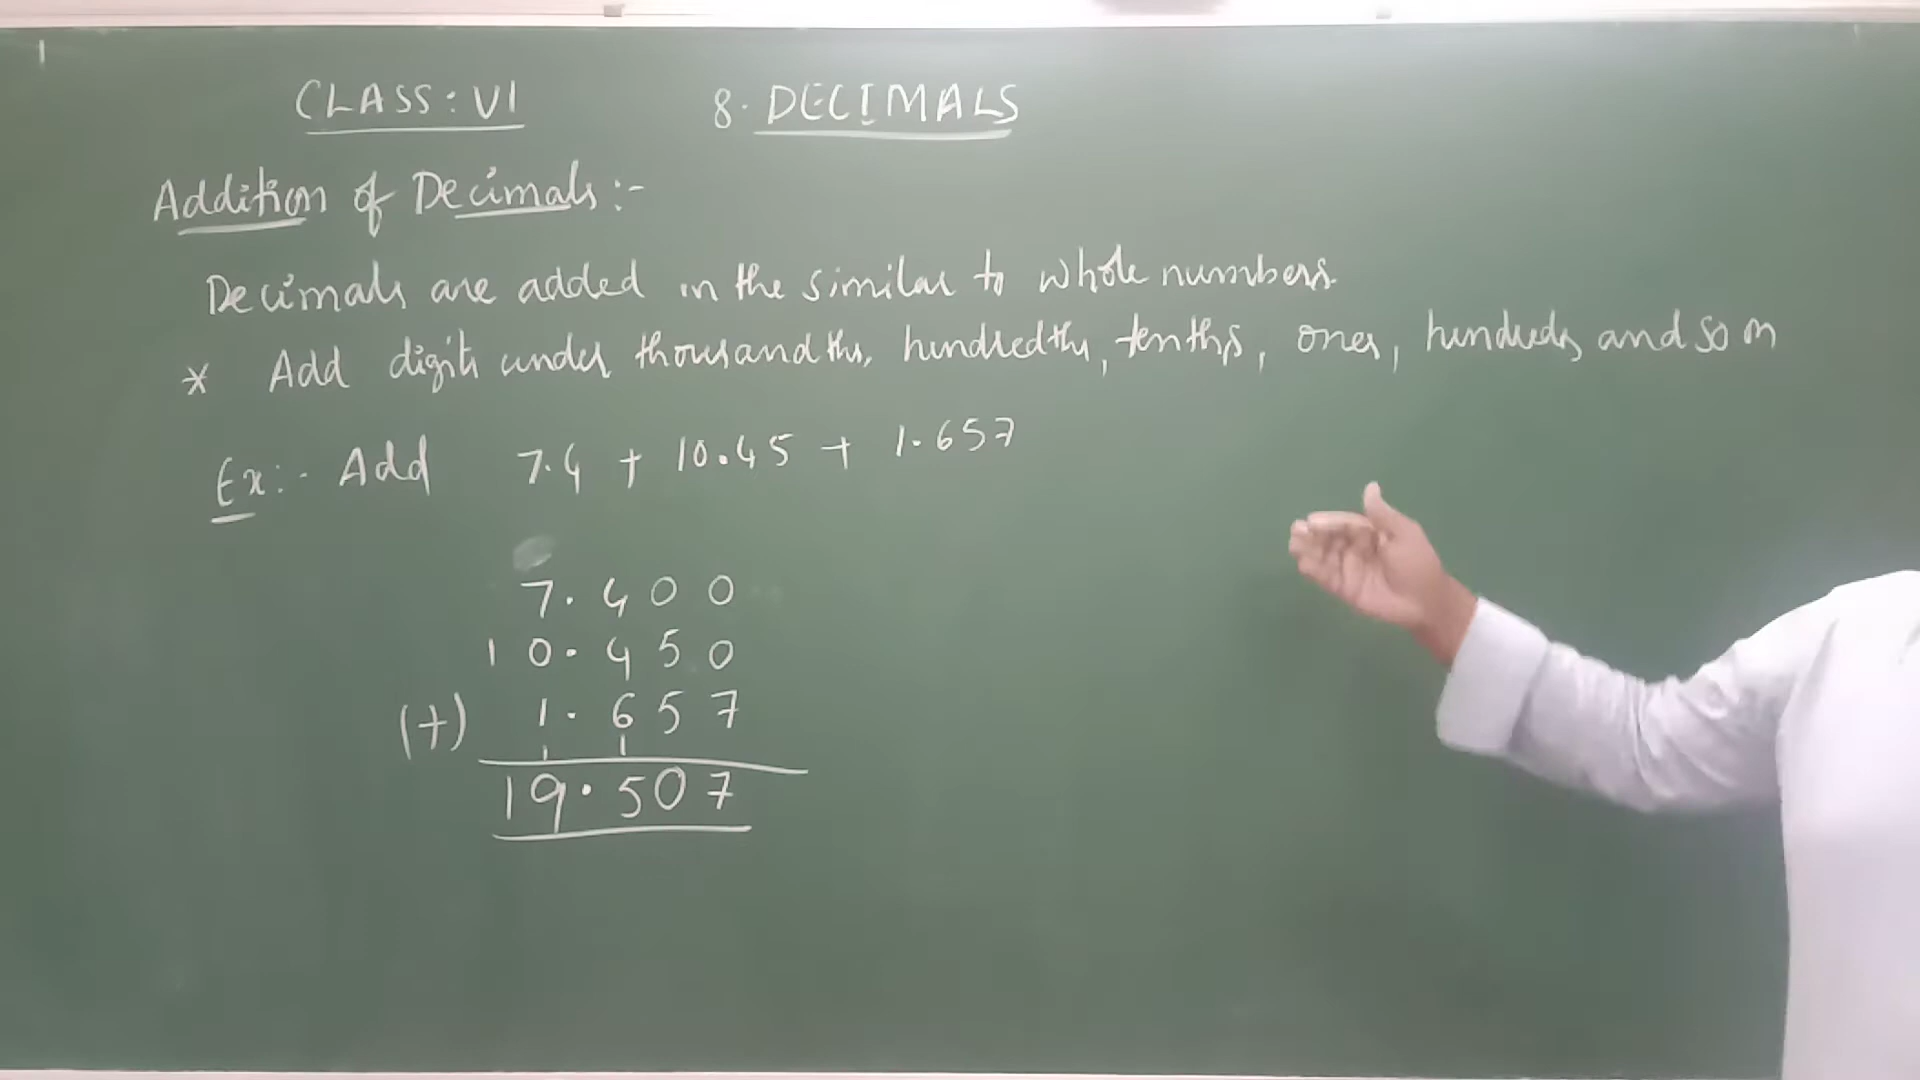 CLASS: VI 8. DECIMALS
Addition of Decimals:-
Decimals are added in the similar to whole numbers.
* Add digits under thousandths, hundredths, tenths, ones, hundreds and so on
Ex:- Add 7.4 + 10.45 + 1.657
7.400
10.450
(+) 1.657
1 1
19.507